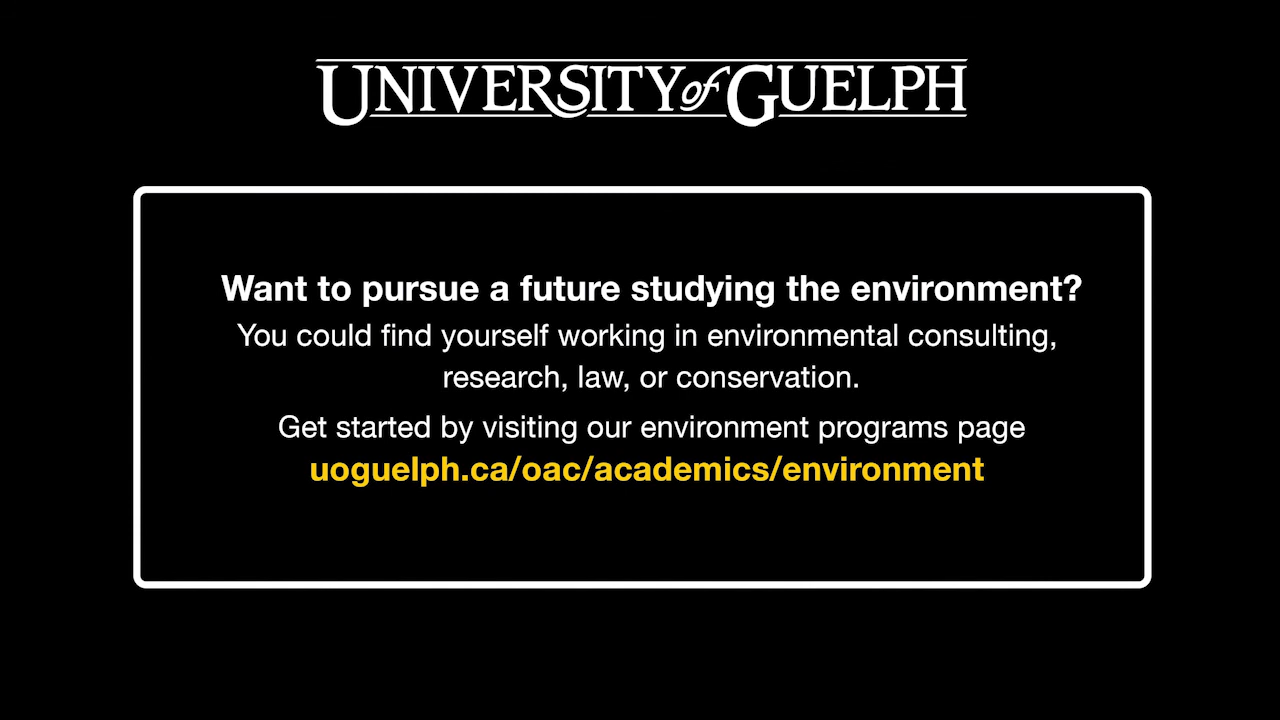 UNIVERSITY of GUELPH
Want to pursue a future studying the environment?
You could find yourself working in environmental consulting,
research, law, or conservation.
Get started by visiting our environment programs page
uoguelph.ca/oac/academics/environment